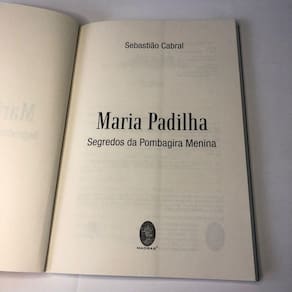 Sebastião Cabral
Maria Padilha
Segredos da Pombagira Menina
MADRAS